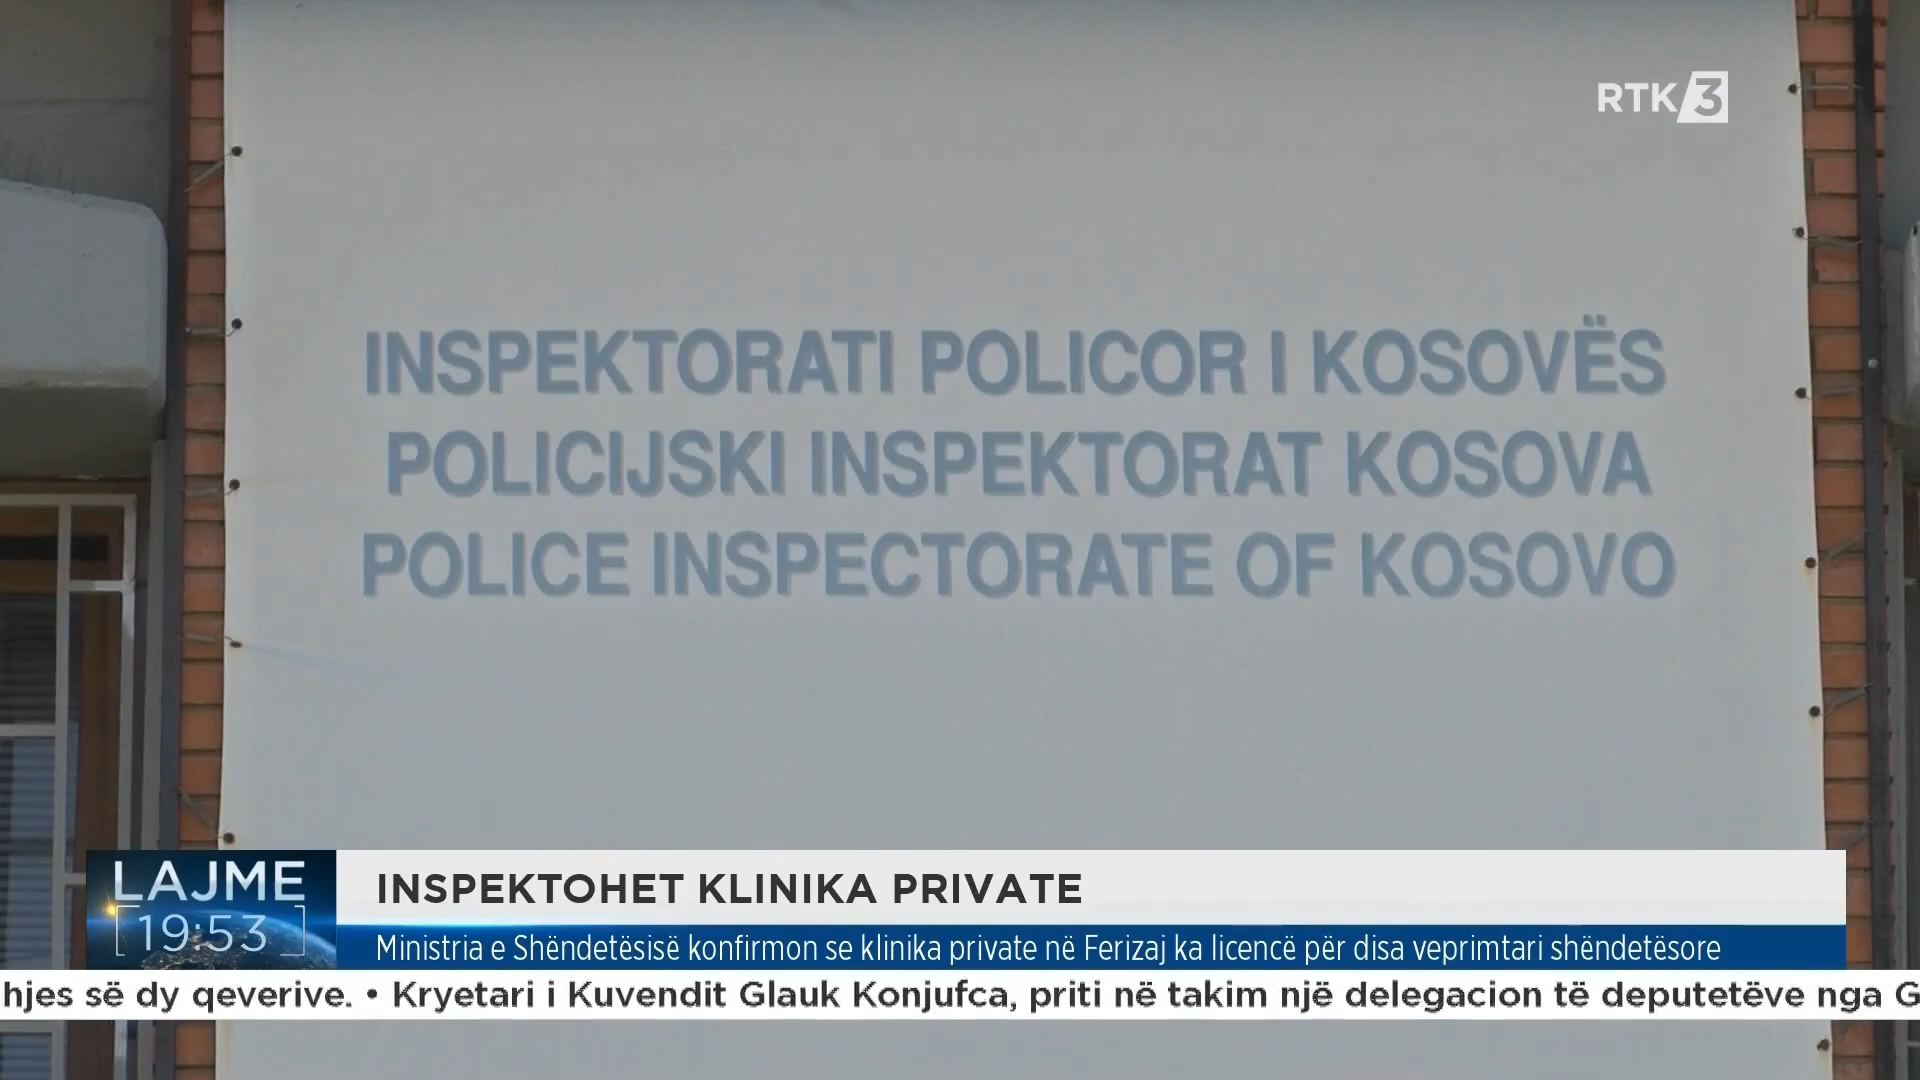 RTK 3
INSPEKTORATI POLICOR I KOSOVËS
POLICIJSKI INSPEKTORAT KOSOVA
POLICE INSPECTORATE OF KOSOVO
LAJME
19:53
INSPEKTOHET KLINIKA PRIVATE
Ministria e Shëndetësisë konfirmon se klinika private në Ferizaj ka licencë për disa veprimtari shëndetësore
hjes së dy qeverive. • Kryetari i Kuvendit Glauk Konjufca, priti në takim një delegacion të deputetëve nga G